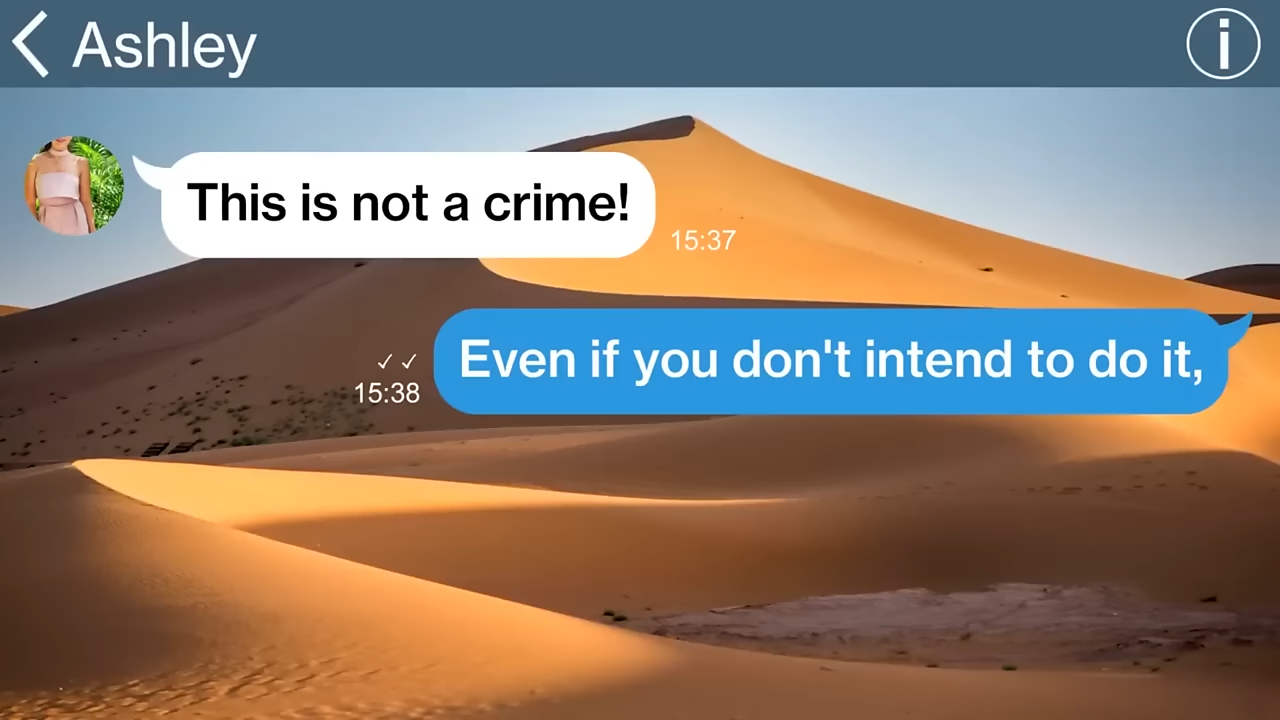 Ashley
This is not a crime!
15:37
Even if you don't intend to do it,
15:38